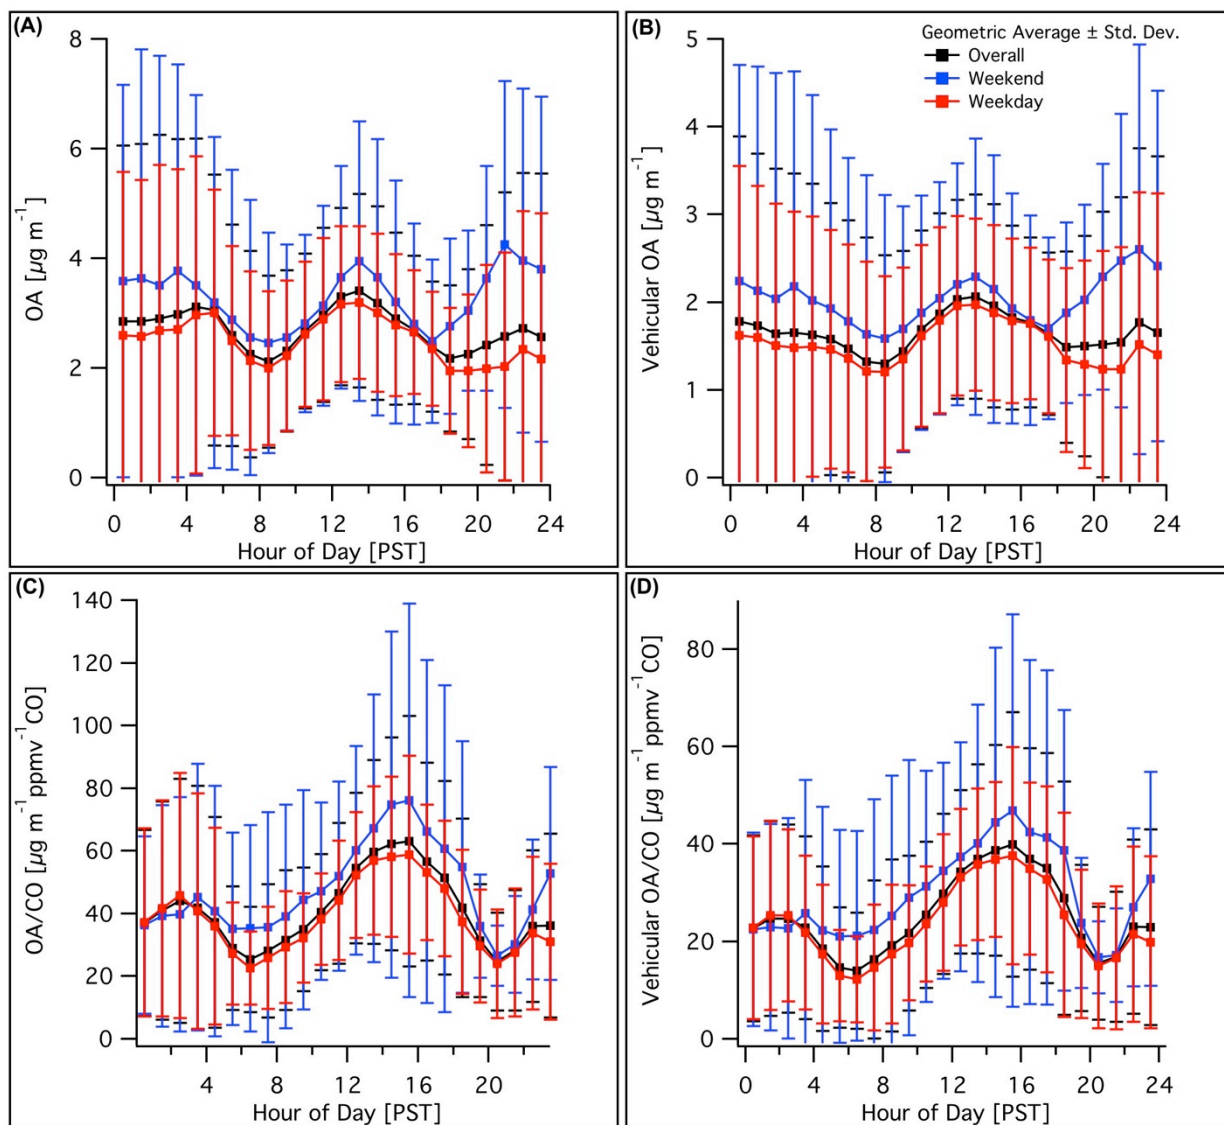 (A)
OA [µg m⁻¹]
8
6
4
2
0
0 4 8 12 16 20 24
Hour of Day [PST]
(B)
Geometric Average ± Std. Dev.
Overall
Weekend
Weekday
Vehicular OA [µg m⁻¹]
5
4
3
2
1
0
0 4 8 12 16 20 24
Hour of Day [PST]
(C)
OA/CO [µg m⁻¹ ppmv⁻¹CO]
140
120
100
80
60
40
20
0
4 8 12 16 20
Hour of Day [PST]
(D)
Vehicular OA/CO [µg m⁻¹ ppmv⁻¹CO]
80
60
40
20
0
0 4 8 12 16 20 24
Hour of Day [PST]